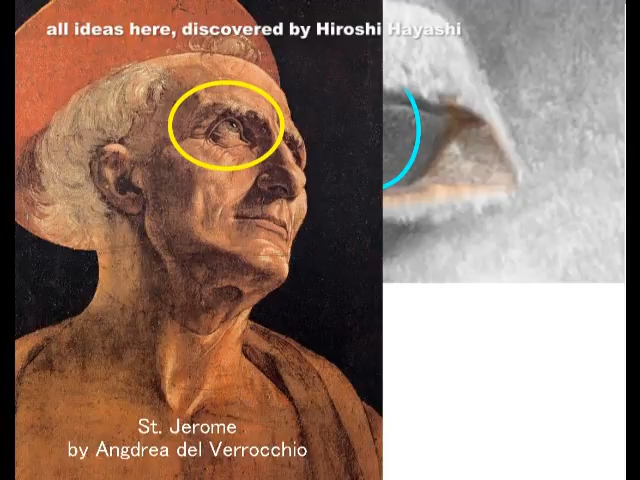 all ideas here, discovered by Hiroshi Hayashi
St. Jerome
by Angdrea del Verrocchio